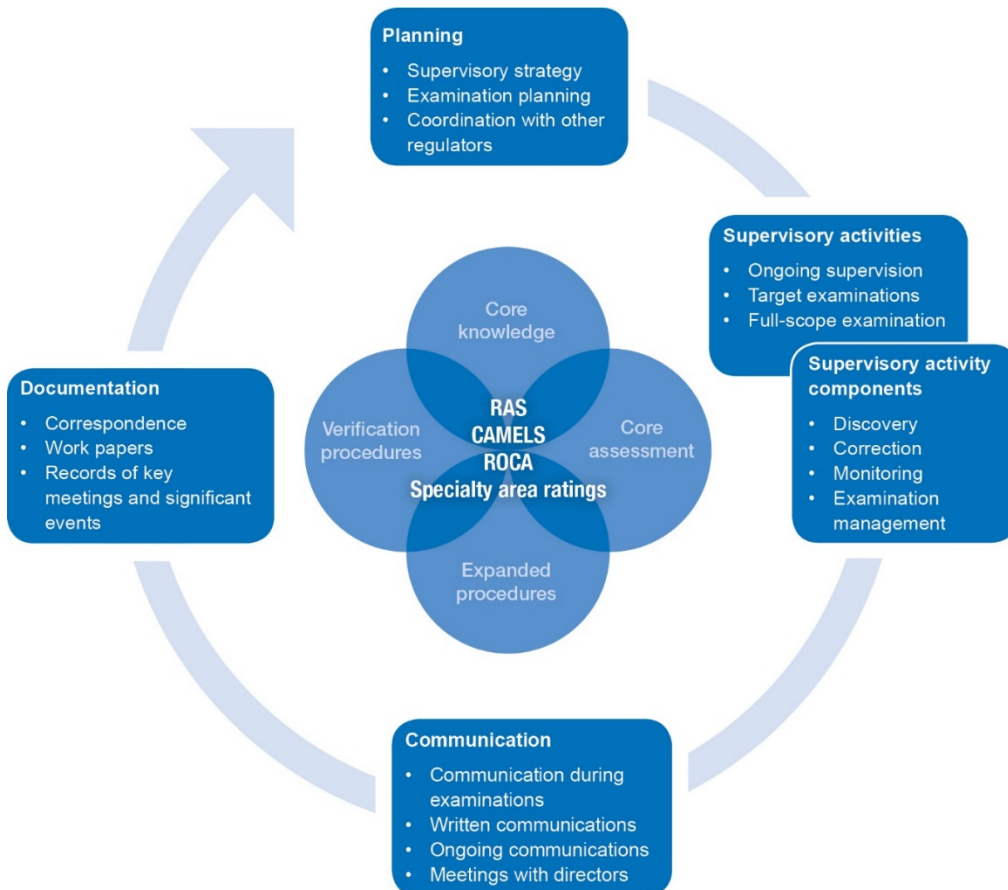 Planning
• Supervisory strategy
• Examination planning
• Coordination with other
regulators
Supervisory activities
• Ongoing supervision
• Target examinations
• Full-scope examination
Supervisory activity
components
• Discovery
• Correction
• Monitoring
• Examination
management
Communication
• Communication during
examinations
• Written communications
• Ongoing communications
• Meetings with directors
Documentation
• Correspondence
• Work papers
• Records of key
meetings and significant
events
Core
knowledge
Verification
procedures
RAS
CAMELS
ROCA
Specialty area ratings
Core
assessment
Expanded
procedures